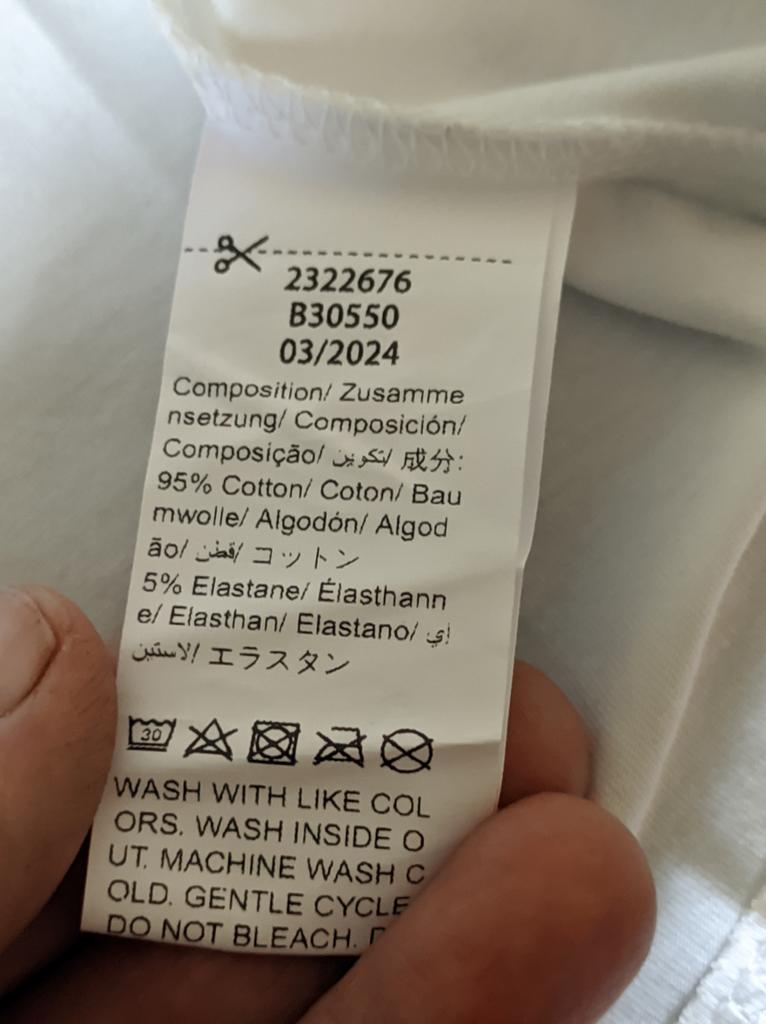 2322676
B30550
03/2024
Composition/ Zusamme
nsetzung/ Composición/
Composição/ تكوين/ 成分:
95% Cotton/ Coton/ Bau
mwolle/ Algodón/ Algod
ão/ قطن/ コットン
5% Elastane/ Élasthann
e/ Elasthan/ Elastano/ إي
لاستين/ エラスタン
30
WASH WITH LIKE COL
ORS. WASH INSIDE O
UT. MACHINE WASH C
OLD. GENTLE CYCLE
DO NOT BLEACH.